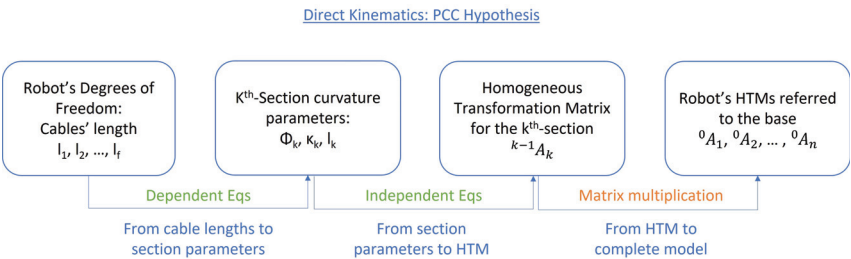 Direct Kinematics: PCC Hypothesis
Robot's Degrees of
Freedom:
Cables' length
l₁, l₂, ..., l_f
Kᵗʰ-Section curvature
parameters:
Φₖ, κₖ, lₖ
Homogeneous
Transformation Matrix
for the kᵗʰ-section
ᵏ⁻¹Aₖ
Robot's HTMs referred
to the base
⁰A₁, ⁰A₂, ... , ⁰Aₙ
Dependent Eqs
Independent Eqs
Matrix multiplication
From cable lengths to
section parameters
From section
parameters to HTM
From HTM to
complete model